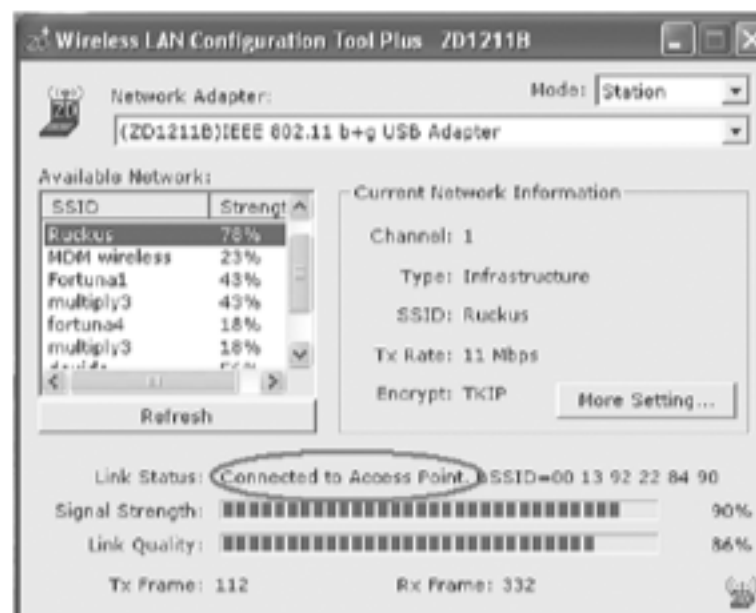 Wireless LAN Configuration Tool Plus ZD1211B
Mode: Station
Network Adapter:
(ZD1211B)IEEE 802.11 b+g USB Adapter
Available Network:
SSID Strengt
Ruckus 78%
MDM wireless 23%
Fortuna1 43%
multiply3 43%
fortuna4 18%
multiply3 18%
Refresh
Current Network Information
Channel: 1
Type: Infrastructure
SSID: Ruckus
Tx Rate: 11 Mbps
Encrypt: TKIP
More Setting...
Link Status: Connected to Access Point. BSSID=00 13 92 22 84 90
Signal Strength: 90%
Link Quality: 86%
Tx Frame: 112 Rx Frame: 332